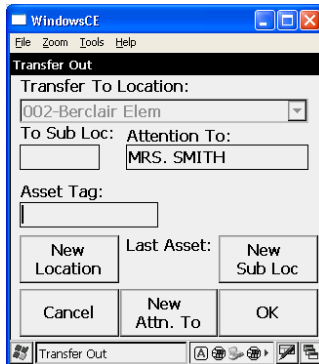 WindowsCE
File Zoom Tools Help
Transfer Out
Transfer To Location:
002-Berclair Elem
To Sub Loc: Attention To:
MRS. SMITH
Asset Tag:
New Location
Last Asset:
New Sub Loc
Cancel
New Attn. To
OK
Transfer Out
A